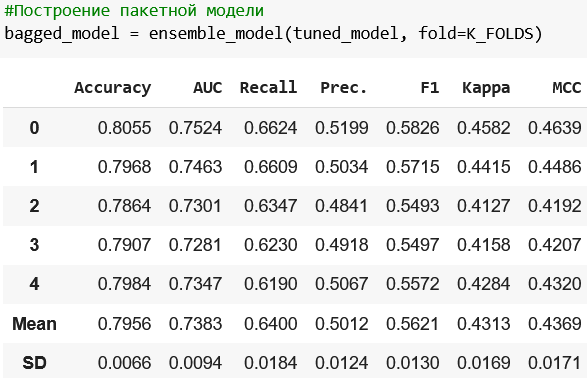 #Построение пакетной модели
bagged_model = ensemble_model(tuned_model, fold=K_FOLDS)
Accuracy AUC Recall Prec. F1 Kappa MCC
0 0.8055 0.7524 0.6624 0.5199 0.5826 0.4582 0.4639
1 0.7968 0.7463 0.6609 0.5034 0.5715 0.4415 0.4486
2 0.7864 0.7301 0.6347 0.4841 0.5493 0.4127 0.4192
3 0.7907 0.7281 0.6230 0.4918 0.5497 0.4158 0.4207
4 0.7984 0.7347 0.6190 0.5067 0.5572 0.4284 0.4320
Mean 0.7956 0.7383 0.6400 0.5012 0.5621 0.4313 0.4369
SD 0.0066 0.0094 0.0184 0.0124 0.0130 0.0169 0.0171